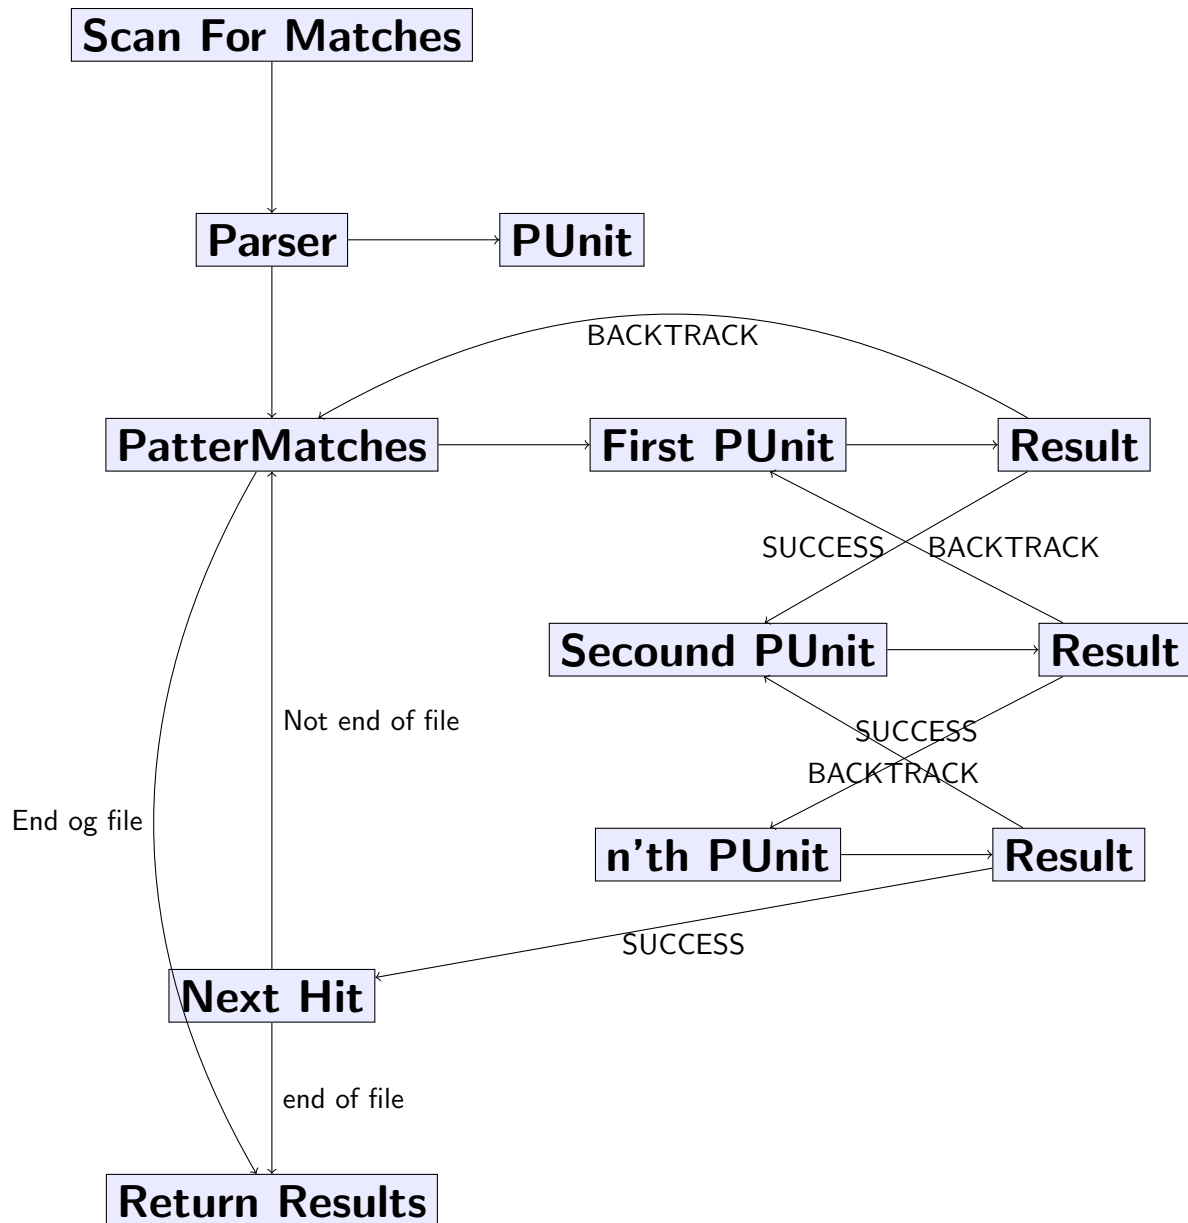 Scan For Matches
Parser
PUnit
BACKTRACK
PatterMatches
First PUnit
Result
SUCCESS
BACKTRACK
Secound PUnit
Result
Not end of file
SUCCESS
BACKTRACK
End og file
n'th PUnit
Result
SUCCESS
Next Hit
end of file
Return Results